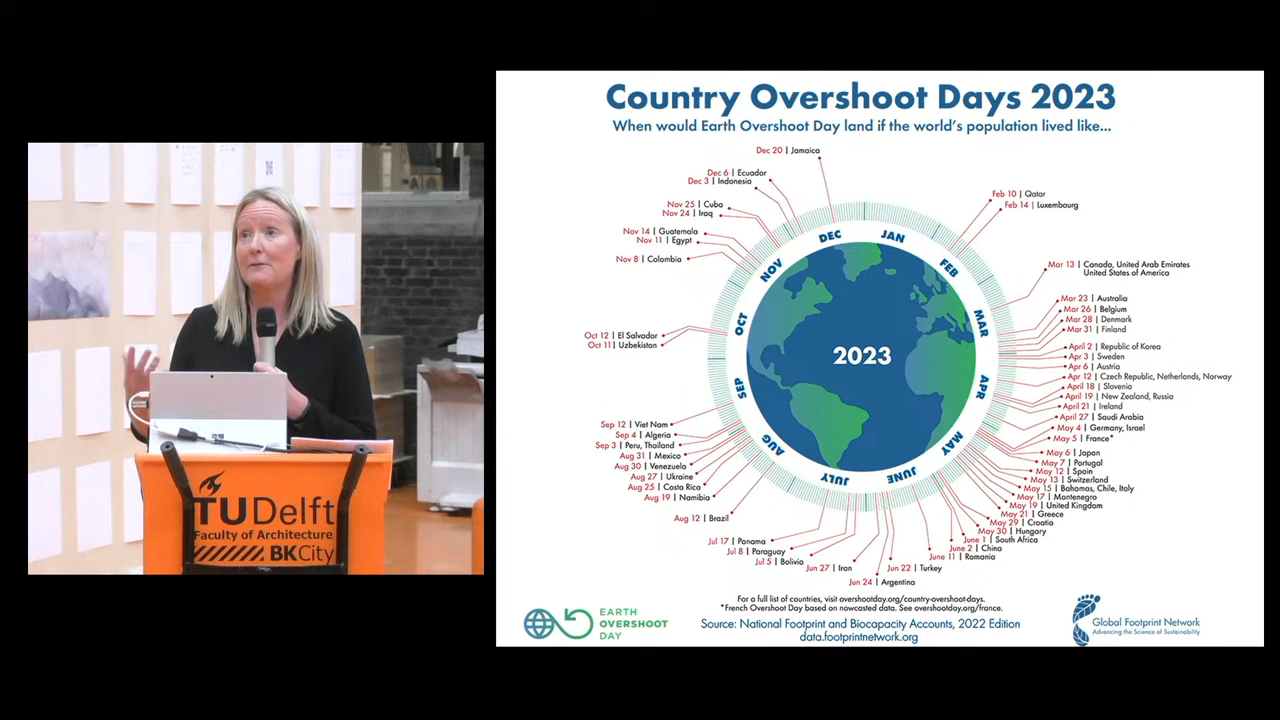 TUDelft
Faculty of Architecture
BKCity
Country Overshoot Days 2023
When would Earth Overshoot Day land if the world's population lived like...
Dec 20 | Jamaica
Dec 6 | Ecuador
Dec 3 | Indonesia
Nov 25 | Cuba
Nov 24 | Iraq
Nov 14 | Guatemala
Nov 11 | Egypt
Nov 8 | Colombia
Oct 12 | El Salvador
Oct 11 | Uzbekistan
Sep 12 | Viet Nam
Sep 4 | Algeria
Sep 3 | Peru, Thailand
Aug 31 | Mexico
Aug 30 | Venezuela
Aug 27 | Ukraine
Aug 25 | Costa Rica
Aug 19 | Namibia
Aug 12 | Brazil
Jul 17 | Panama
Jul 8 | Paraguay
Jul 5 | Bolivia
Jun 27 | Iran
Jun 24 | Argentina
Jun 22 | Turkey
Feb 10 | Qatar
Feb 14 | Luxembourg
Mar 13 | Canada, United Arab Emirates
United States of America
Mar 23 | Australia
Mar 26 | Belgium
Mar 28 | Denmark
Mar 31 | Finland
April 2 | Republic of Korea
Apr 3 | Sweden
Apr 6 | Austria
Apr 12 | Czech Republic, Netherlands, Norway
April 18 | Slovenia
April 19 | New Zealand, Russia
April 21 | Ireland
April 27 | Saudi Arabia
May 4 | Germany, Israel
May 5 | France*
May 6 | Japan
May 7 | Portugal
May 12 | Spain
May 13 | Switzerland
May 15 | Bahamas, Chile, Italy
May 17 | Montenegro
May 19 | United Kingdom
May 21 | Greece
May 29 | Croatia
May 30 | Hungary
June 1 | South Africa
June 2 | China
June 11 | Romania
JAN
FEB
MAR
APR
MAY
JUNE
JULY
AUG
SEP
OCT
NOV
DEC
2023
For a full list of countries, visit overshootday.org/country-overshoot-days.
*French Overshoot Day based on nowcasted data. See overshootday.org/france.
Source: National Footprint and Biocapacity Accounts, 2022 Edition
data.footprintnetwork.org
EARTH
OVERSHOOT
DAY
Global Footprint Network
Advancing the Science of Sustainability